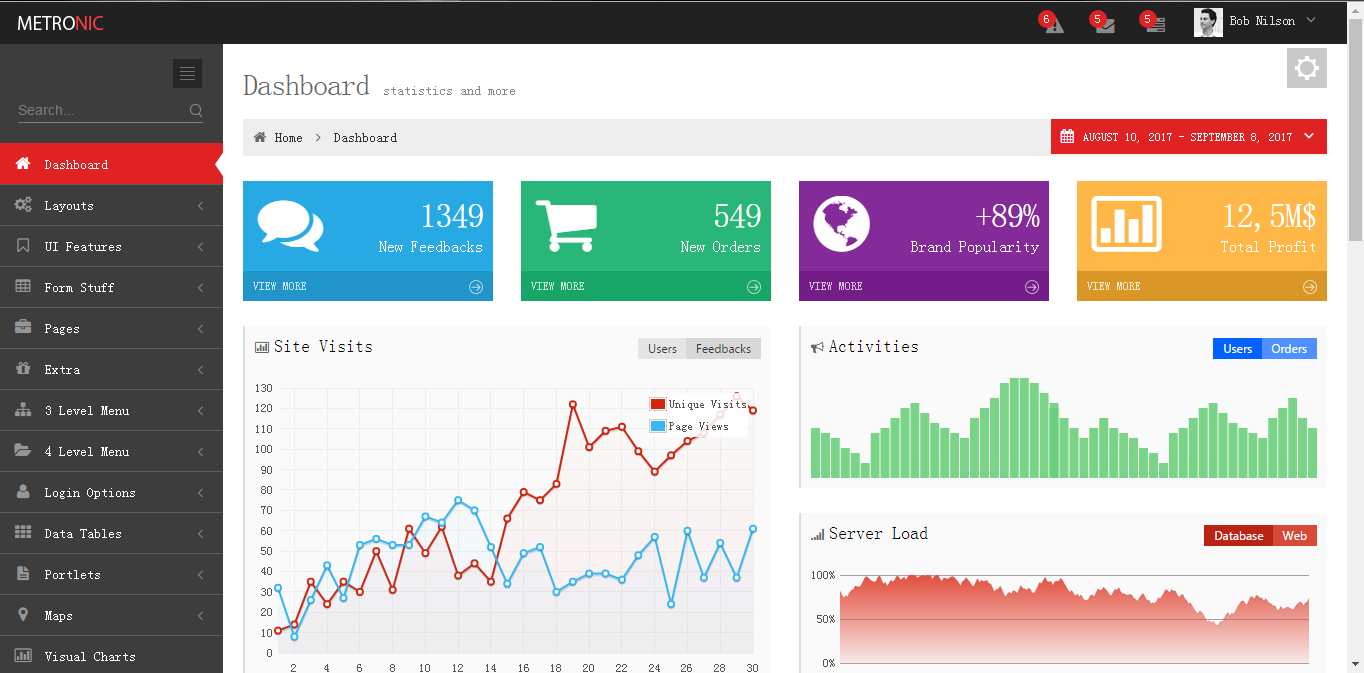 METRONIC
6
5
5
Bob Nilson
Search...
Dashboard
Layouts
UI Features
Form Stuff
Pages
Extra
3 Level Menu
4 Level Menu
Login Options
Data Tables
Portlets
Maps
Visual Charts
Dashboard statistics and more
Home > Dashboard
AUGUST 10, 2017 - SEPTEMBER 8, 2017
1349
New Feedbacks
VIEW MORE
549
New Orders
VIEW MORE
+89%
Brand Popularity
VIEW MORE
12,5M$
Total Profit
VIEW MORE
Site Visits
Users Feedbacks
130
120
110
100
90
80
70
60
50
40
30
20
10
0
2 4 6 8 10 12 14 16 18 20 22 24 26 28 30
Unique Visits
Page Views
Activities
Users Orders
Server Load
Database Web
100%
50%
0%